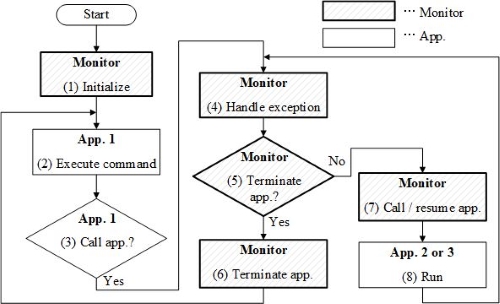 Start
… Monitor
… App.
Monitor
(1) Initialize
App. 1
(2) Execute command
App. 1
(3) Call app.?
Yes
Monitor
(4) Handle exception
Monitor
(5) Terminate
app.?
No
Yes
Monitor
(6) Terminate app.
Monitor
(7) Call / resume app.
App. 2 or 3
(8) Run